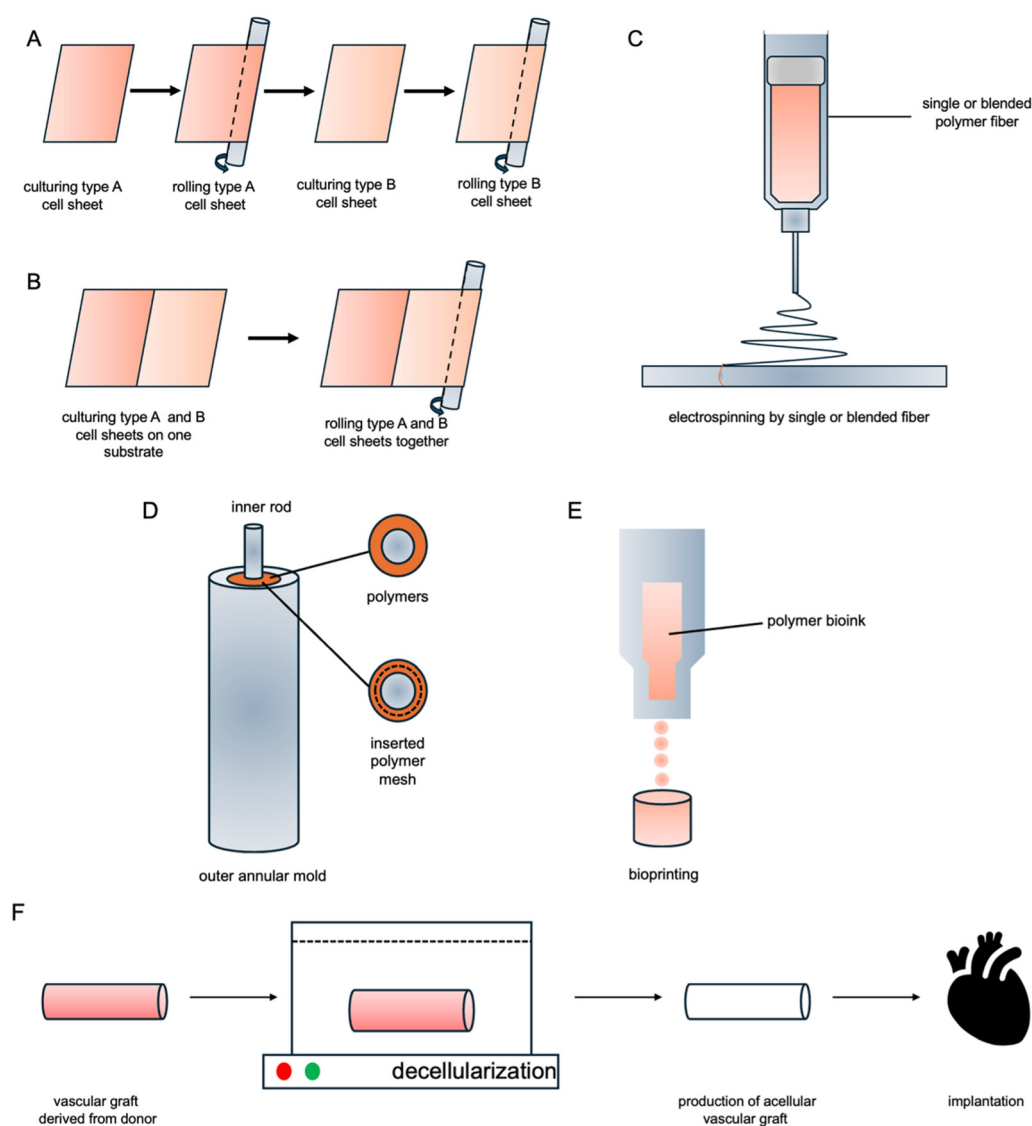 A
culturing type A
cell sheet
rolling type A
cell sheet
culturing type B
cell sheet
rolling type B
cell sheet
B
culturing type A and B
cell sheets on one
substrate
rolling type A and B
cell sheets together
C
single or blended
polymer fiber
electrospinning by single or blended fiber
D
inner rod
polymers
inserted
polymer
mesh
outer annular mold
E
polymer bioink
bioprinting
F
vascular graft
derived from donor
decellularization
production of acellular
vascular graft
implantation